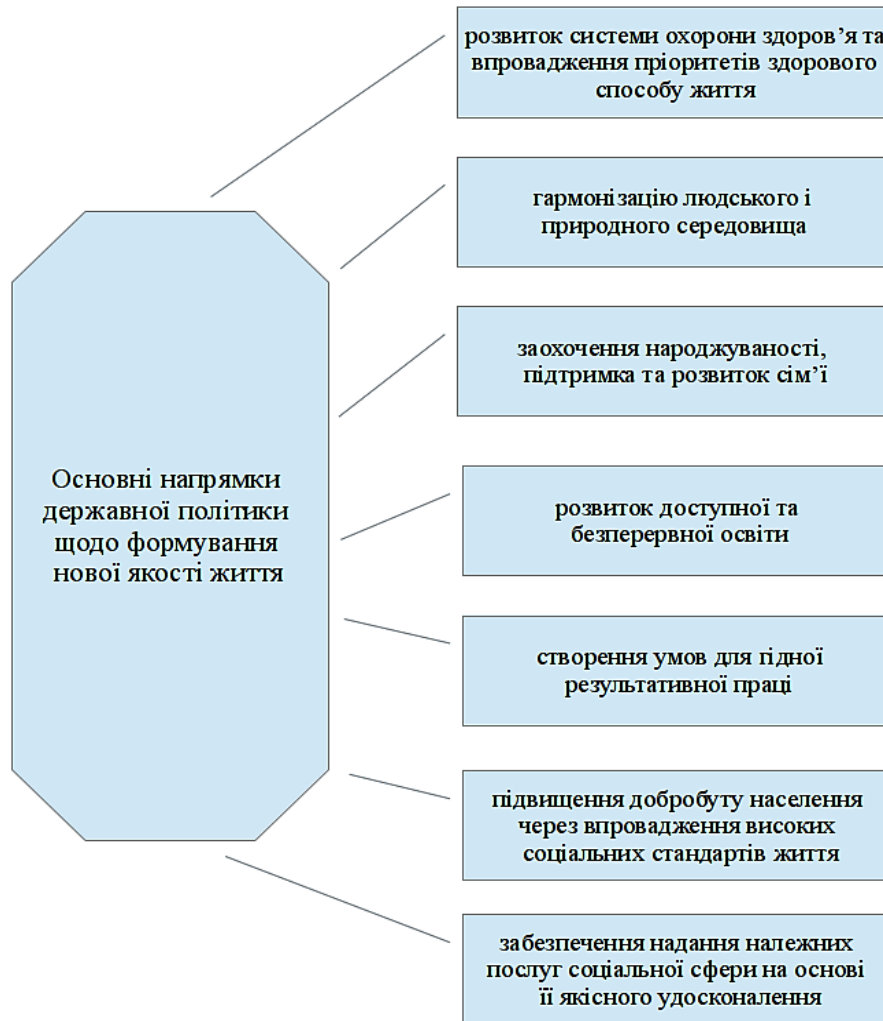 розвиток системи охорони здоров’я та
впровадження пріоритетів здорового
способу життя
гармонізацію людського і
природного середовища
заохочення народжуваності,
підтримка та розвиток сім’ї
Основні напрямки
державної політики
щодо формування
нової якості життя
розвиток доступної та
безперервної освіти
створення умов для гідної
результативної праці
підвищення добробуту населення
через впровадження високих
соціальних стандартів життя
забезпечення надання належних
послуг соціальної сфери на основі
її якісного удосконалення